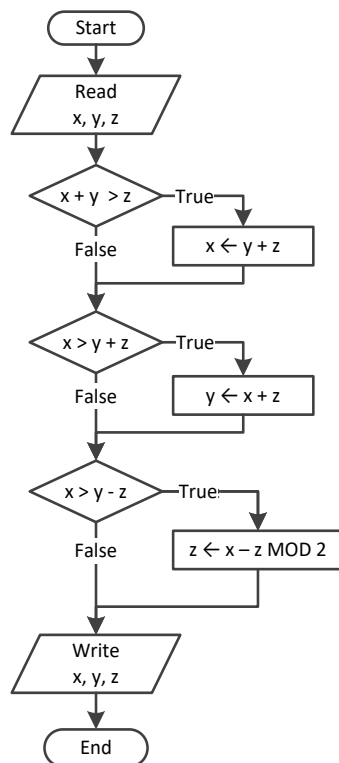 Start
Read
x, y, z
x + y > z
True
False
x ← y + z
x > y + z
True
False
y ← x + z
x > y - z
True
False
z ← x – z MOD 2
Write
x, y, z
End